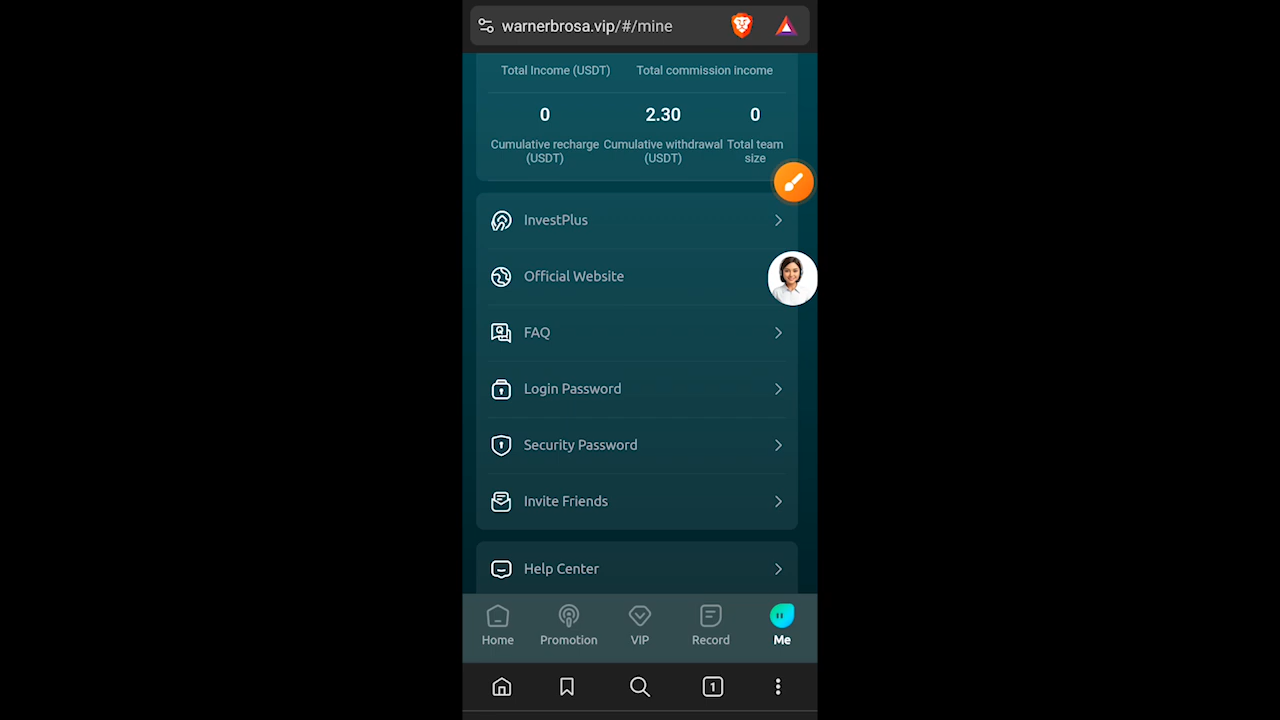 warnerbrosa.vip/#/mine
Total Income (USDT) Total commission income
0 2.30 0
Cumulative recharge Cumulative withdrawal Total team
(USDT) (USDT) size
InvestPlus
Official Website
FAQ
Login Password
Security Password
Invite Friends
Help Center
Home Promotion VIP Record Me
1